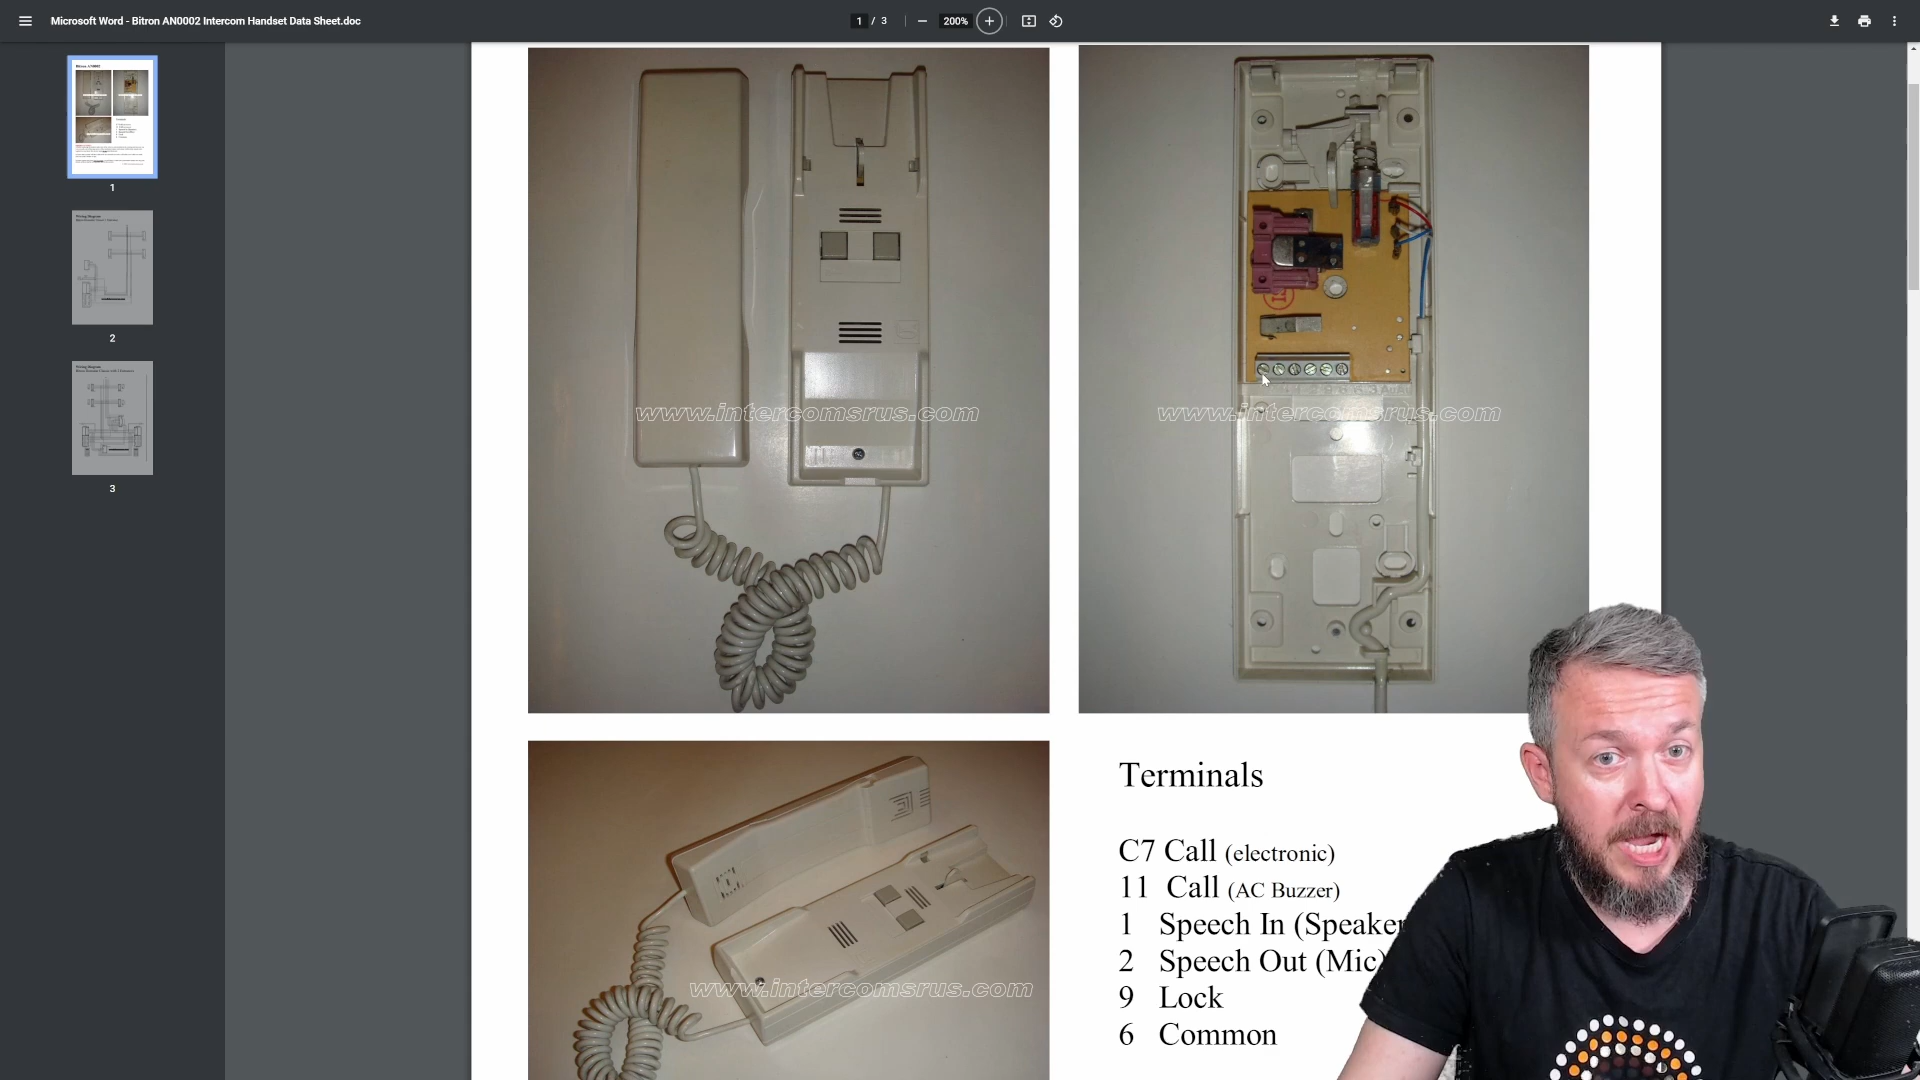 Microsoft Word - Bitron AN0002 Intercom Handset Data Sheet.doc
1 / 3
200%
1
2
3
www.intercomsrus.com
www.intercomsrus.com
www.intercomsrus.com
Terminals
C7 Call (electronic)
11 Call (AC Buzzer)
1 Speech In (Speaker
2 Speech Out (Mic)
9 Lock
6 Common